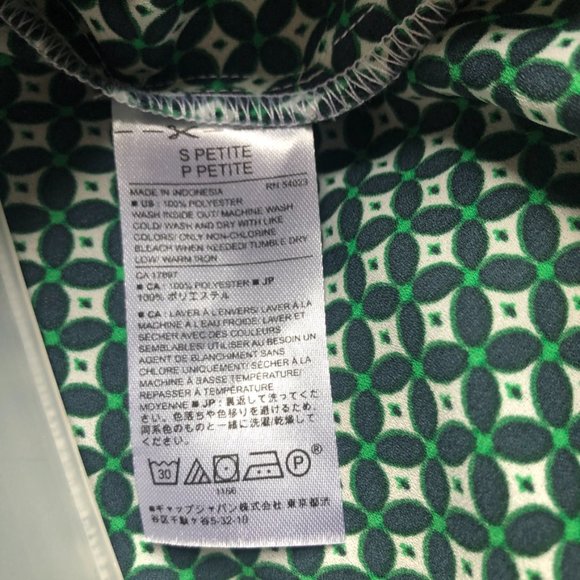 S PETITE
P PETITE
MADE IN INDONESIA RN 54023
■ US: 100% POLYESTER
WASH INSIDE OUT/ MACHINE WASH
COLD/ WASH AND DRY WITH LIKE
COLORS/ ONLY NON-CHLORINE
BLEACH WHEN NEEDED/ TUMBLE DRY
LOW/ WARM IRON
CA 17897
■ CA: 100% POLYESTER ■ JP
100% ポリエステル
■ CA: LAVER À L'ENVERS/ LAVER À LA
MACHINE À L'EAU FROIDE/ LAVER ET
SÉCHER AVEC DES COULEURS
SEMBLABLES/ UTILISER AU BESOIN UN
AGENT DE BLANCHIMENT SANS
CHLORE UNIQUEMENT/ SÉCHER À LA
MACHINE À BASSE TEMPÉRATURE/
REPASSER À TEMPÉRATURE
MOYENNE ■ JP: 裏返して洗ってくださ
い。色落ちや色移りを避けるため、
同系色のものと一緒に洗濯/乾燥し
てください。
30 P
1156
■ギャップジャパン株式会社 東京都渋
谷区千駄ヶ谷5-32-10